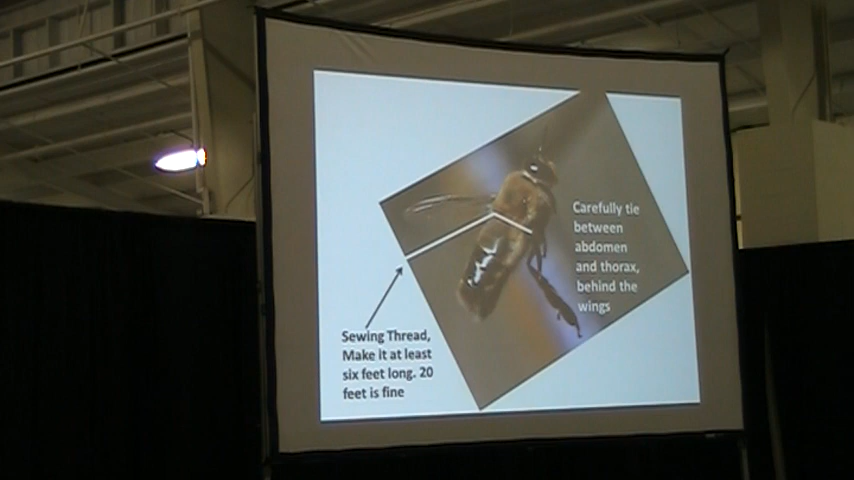 Carefully tie
between
abdomen
and thorax,
behind the
wings
Sewing Thread,
Make it at least
six feet long. 20
feet is fine